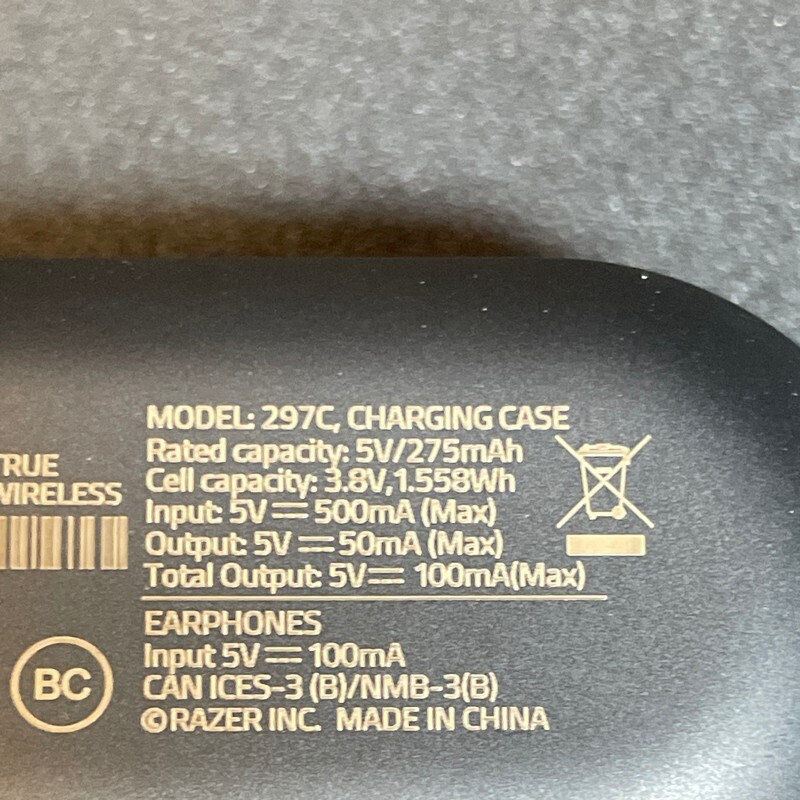 MODEL: 297C, CHARGING CASE
Rated capacity: 5V/275mAh
Cell capacity: 3.8V,1.558Wh
Input: 5V⎓500mA (Max)
Output: 5V⎓50mA (Max)
Total Output: 5V⎓ 100mA(Max)
TRUE
WIRELESS
EARPHONES
Input 5V⎓100mA
CAN ICES-3 (B)/NMB-3(B)
©RAZER INC. MADE IN CHINA
BC